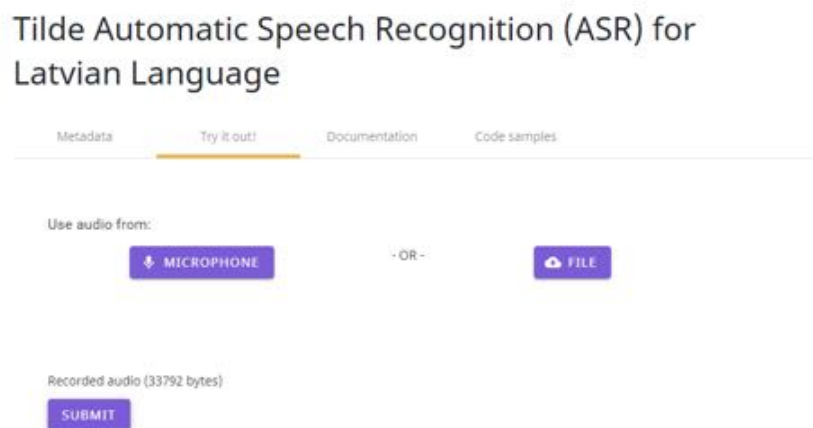 Tilde Automatic Speech Recognition (ASR) for
Latvian Language
Metadata Try it out! Documentation Code samples
Use audio from:
MICROPHONE - OR - FILE
Recorded audio (33792 bytes)
SUBMIT